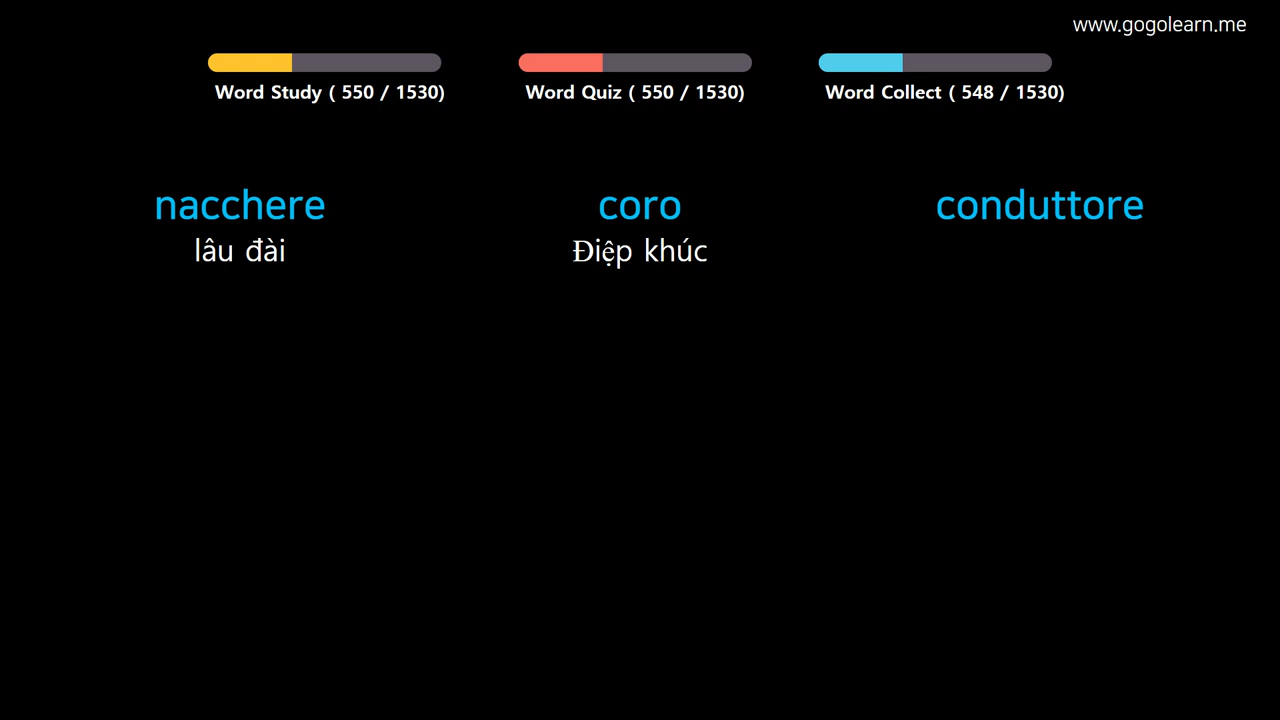 www.gogolearn.me
Word Study ( 550 / 1530)
Word Quiz ( 550 / 1530)
Word Collect ( 548 / 1530)
nacchere
lâu đài
coro
Điệp khúc
conduttore